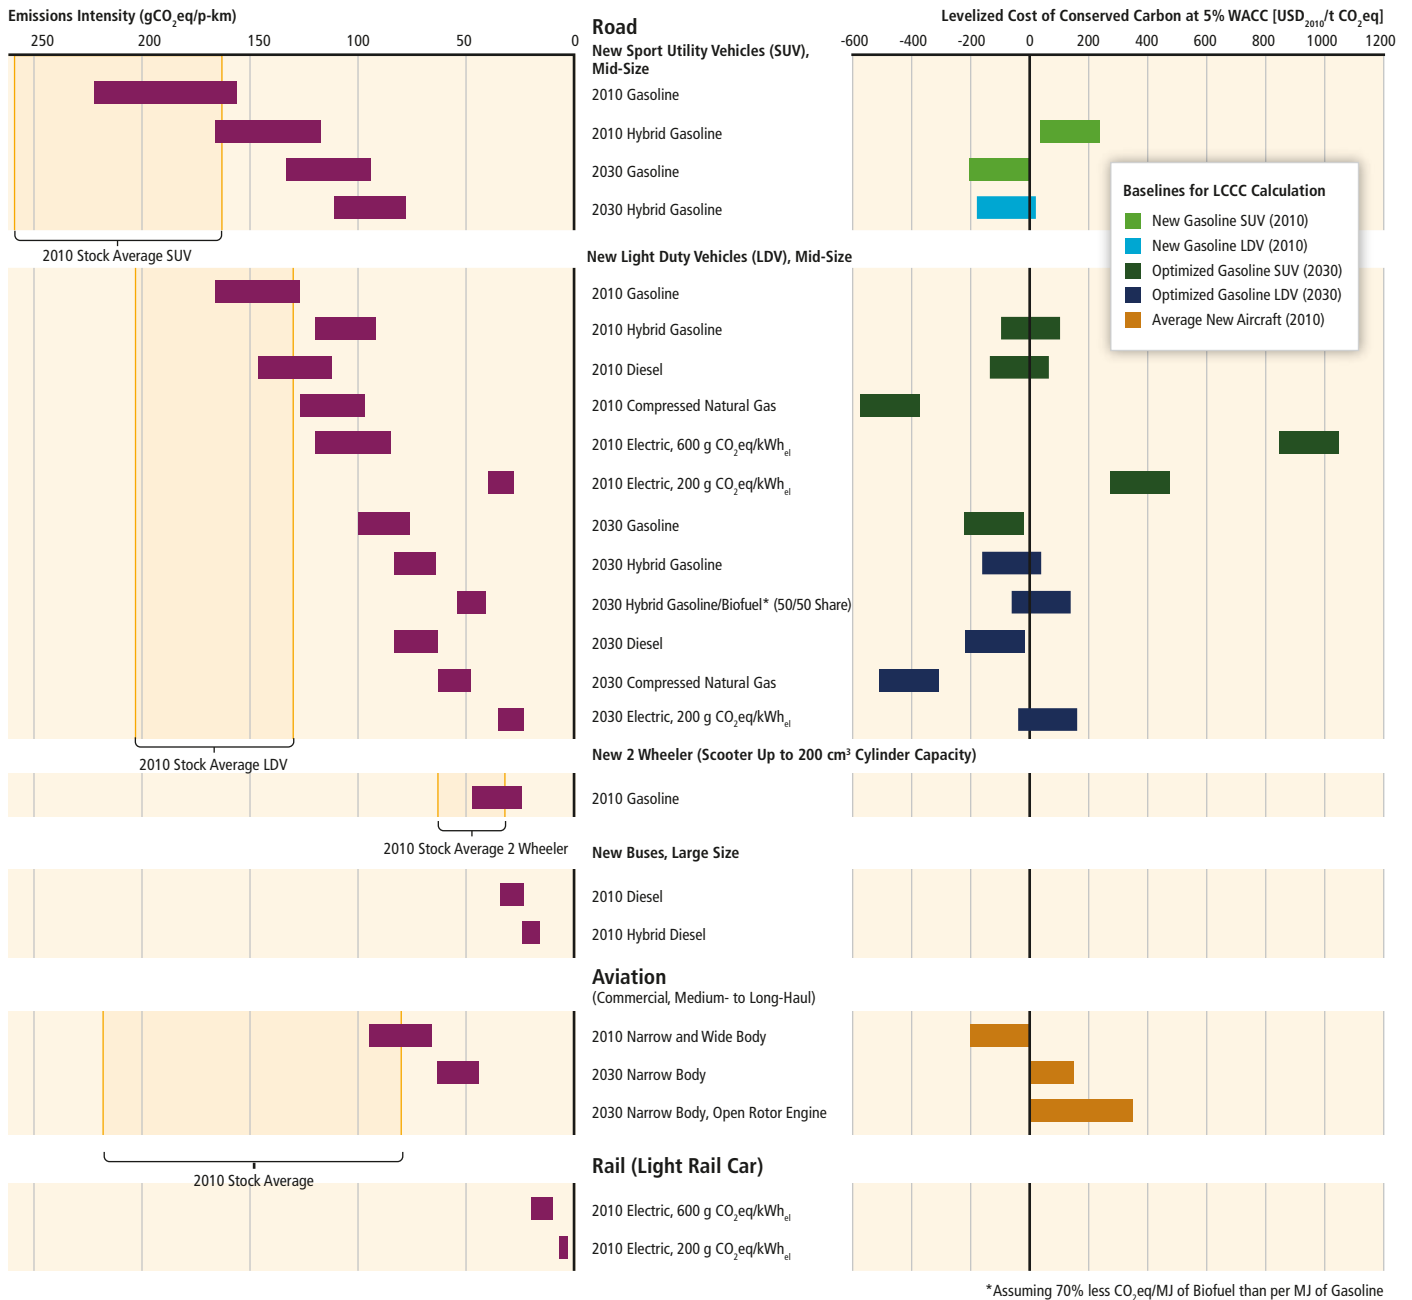 Emissions Intensity (gCO2eq/p-km)
Levelized Cost of Conserved Carbon at 5% WACC [USD2010/t CO2eq]
250 200 150 100 50 0
-600 -400 -200 0 200 400 600 800 1000 1200
Road
New Sport Utility Vehicles (SUV),
Mid-Size
2010 Gasoline
2010 Hybrid Gasoline
2030 Gasoline
2030 Hybrid Gasoline
Baselines for LCCC Calculation
New Gasoline SUV (2010)
New Gasoline LDV (2010)
Optimized Gasoline SUV (2030)
Optimized Gasoline LDV (2030)
Average New Aircraft (2010)
2010 Stock Average SUV
New Light Duty Vehicles (LDV), Mid-Size
2010 Gasoline
2010 Hybrid Gasoline
2010 Diesel
2010 Compressed Natural Gas
2010 Electric, 600 g CO2eq/kWhel
2010 Electric, 200 g CO2eq/kWhel
2030 Gasoline
2030 Hybrid Gasoline
2030 Hybrid Gasoline/Biofuel* (50/50 Share)
2030 Diesel
2030 Compressed Natural Gas
2030 Electric, 200 g CO2eq/kWhel
2010 Stock Average LDV
New 2 Wheeler (Scooter Up to 200 cm³ Cylinder Capacity)
2010 Gasoline
2010 Stock Average 2 Wheeler
New Buses, Large Size
2010 Diesel
2010 Hybrid Diesel
Aviation
(Commercial, Medium- to Long-Haul)
2010 Narrow and Wide Body
2030 Narrow Body
2030 Narrow Body, Open Rotor Engine
2010 Stock Average
Rail (Light Rail Car)
2010 Electric, 600 g CO2eq/kWhel
2010 Electric, 200 g CO2eq/kWhel
*Assuming 70% less CO2eq/MJ of Biofuel than per MJ of Gasoline